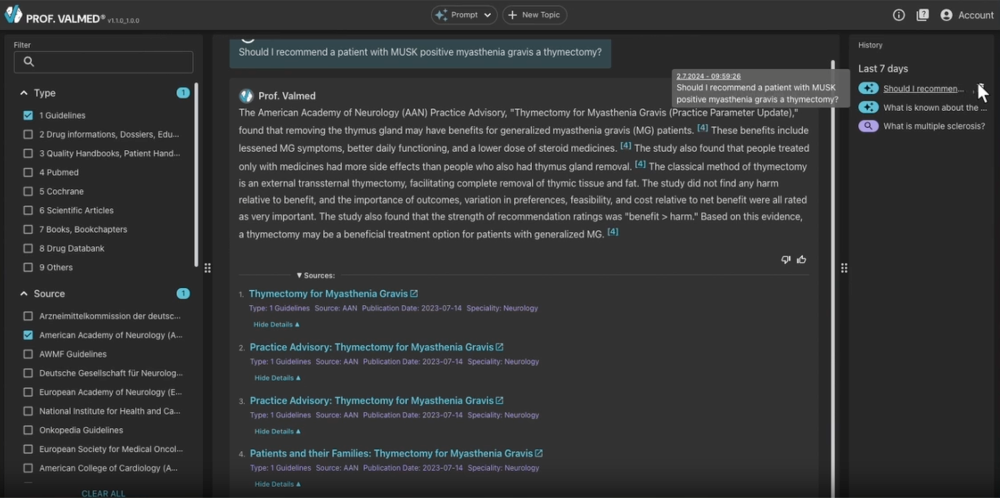 PROF. VALMED® v1.1.0_1.0.0
Prompt
New Topic
Account
Filter
Type 1
1 Guidelines
2 Drug informations, Dossiers, Edu...
3 Quality Handbooks, Patient Hand...
4 Pubmed
5 Cochrane
6 Scientific Articles
7 Books, Bookchapters
8 Drug Databank
9 Others
Source 1
Arzneimittelkommission der deutsc...
American Academy of Neurology (A...
AWMF Guidelines
Deutsche Gesellschaft für Neurolog...
European Academy of Neurology (E...
National Institute for Health and Ca...
Onkopedia Guidelines
European Society for Medical Oncol...
American College of Cardiology (A...
CLEAR ALL
Should I recommend a patient with MUSK positive myasthenia gravis a thymectomy?
Prof. Valmed
The American Academy of Neurology (AAN) Practice Advisory, "Thymectomy for Myasthenia Gravis (Practice Parameter Update),"
found that removing the thymus gland may have benefits for generalized myasthenia gravis (MG) patients. [4] These benefits include
lessened MG symptoms, better daily functioning, and a lower dose of steroid medicines. [4] The study also found that people treated
only with medicines had more side effects than people who also had thymus gland removal. [4] The classical method of thymectomy
is an external transsternal thymectomy, facilitating complete removal of thymic tissue and fat. The study did not find any harm
relative to benefit, and the importance of outcomes, variation in preferences, feasibility, and cost relative to net benefit were all rated
as very important. The study also found that the strength of recommendation ratings was "benefit > harm." Based on this evidence,
a thymectomy may be a beneficial treatment option for patients with generalized MG. [4]
▼ Sources:
1. Thymectomy for Myasthenia Gravis
Type: 1 Guidelines Source: AAN Publication Date: 2023-07-14 Speciality: Neurology
Hide Details ▲
2. Practice Advisory: Thymectomy for Myasthenia Gravis
Type: 1 Guidelines Source: AAN Publication Date: 2023-07-14 Speciality: Neurology
Hide Details ▲
3. Practice Advisory: Thymectomy for Myasthenia Gravis
Type: 1 Guidelines Source: AAN Publication Date: 2023-07-14 Speciality: Neurology
Hide Details ▲
4. Patients and their Families: Thymectomy for Myasthenia Gravis
Type: 1 Guidelines Source: AAN Publication Date: 2023-07-14 Speciality: Neurology
Hide Details ▲
2.7.2024 - 09:59:26
Should I recommend a patient with MUSK
positive myasthenia gravis a thymectomy?
History
Last 7 days
Should I recommen...
What is known about the ...
What is multiple sclerosis?